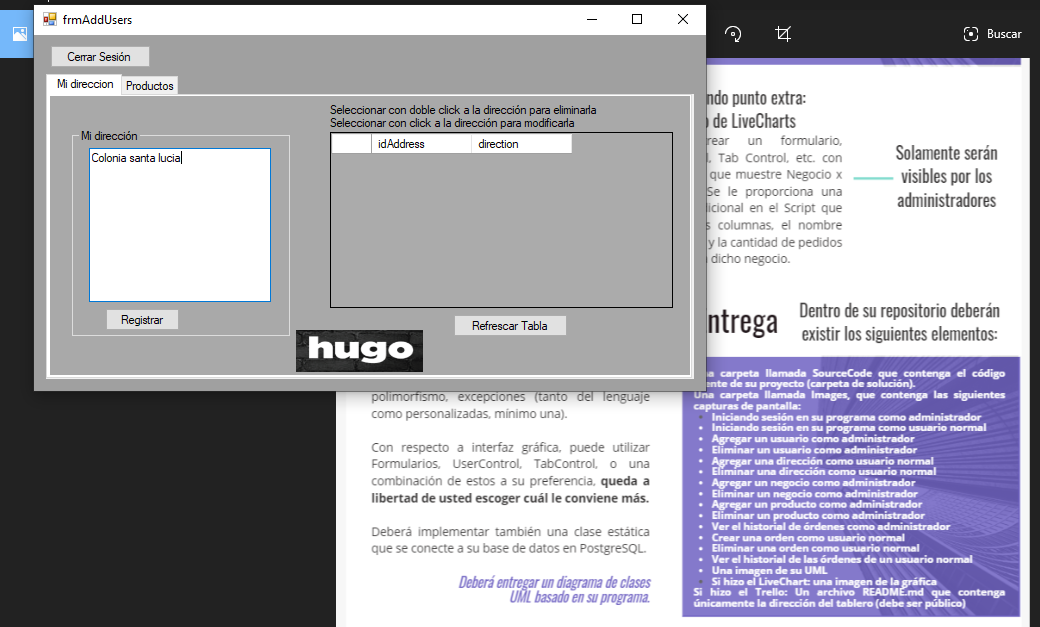 frmAddUsers
Cerrar Sesión
Mi direccion
Productos
Mi dirección
Colonia santa lucia
Registrar
Seleccionar con doble click a la dirección para eliminarla
Seleccionar con click a la dirección para modificarla
idAddress
direction
Refrescar Tabla
hugo
Buscar
punto extra:
de LiveCharts
un formulario,
Tab Control, etc. con
que muestre Negocio x
Se le proporciona una
en el Script que
columnas, el nombre
y la cantidad de pedidos
dicho negocio.
Solamente serán
visibles por los
administradores
Dentro de su repositorio deberán
existir los siguientes elementos:
carpeta llamada SourceCode que contenga el código
de su proyecto (carpeta de solución).
Una carpeta llamada Images, que contenga las siguientes
capturas de pantalla:
• Iniciando sesión en su programa como administrador
• Iniciando sesión en su programa como usuario normal
• Agregar un usuario como administrador
• Eliminar un usuario como administrador
• Agregar una dirección como usuario normal
• Eliminar una dirección como usuario normal
• Agregar un negocio como administrador
• Eliminar un negocio como administrador
• Agregar un producto como administrador
• Eliminar un producto como administrador
• Ver el historial de órdenes como administrador
• Crear una orden como usuario normal
• Eliminar una orden como usuario normal
• Ver el historial de las órdenes de un usuario normal
• Una imagen de su UML
• Si hizo el LiveChart: una imagen de la gráfica
Si hizo el Trello: Un archivo README.md que contenga
únicamente la dirección del tablero (debe ser público)
polimorfismo, excepciones (tanto del lenguaje
como personalizadas, mínimo una).
Con respecto a interfaz gráfica, puede utilizar
Formularios, UserControl, TabControl, o una
combinación de estos a su preferencia, queda a
libertad de usted escoger cuál le conviene más.
Deberá implementar también una clase estática
que se conecte a su base de datos en PostgreSQL.
Deberá entregar un diagrama de clases
UML basado en su programa.